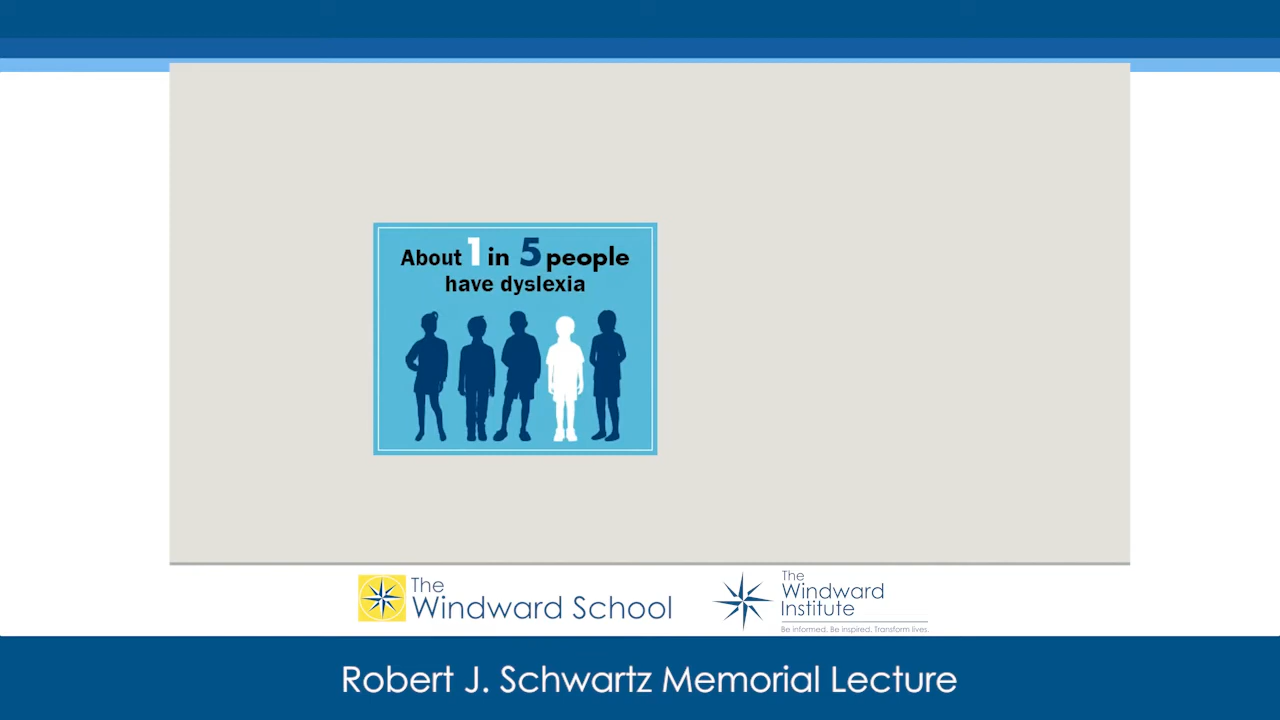 About 1 in 5 people
have dyslexia
The
Windward School
The
Windward
Institute
Be informed. Be inspired. Transform lives.
Robert J. Schwartz Memorial Lecture